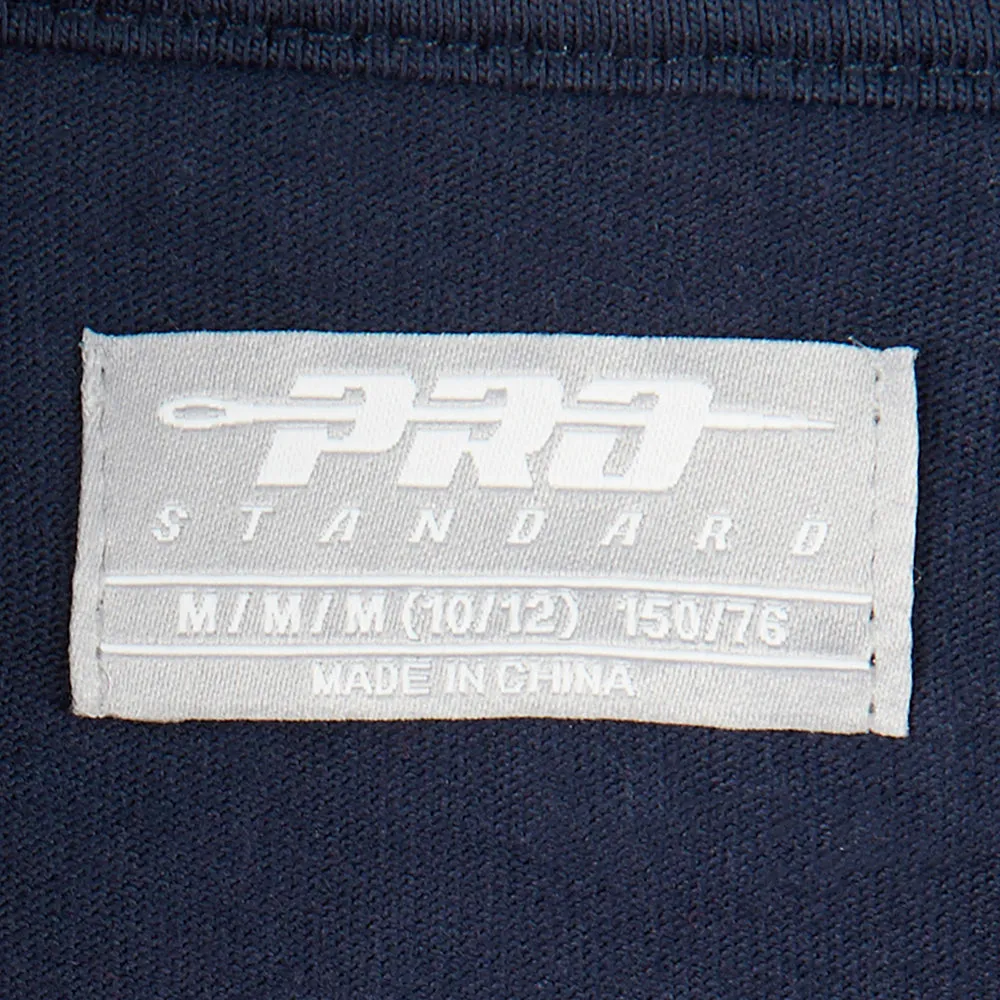 PRO
STANDARD
M/M/M (10/12) 150/76
MADE IN CHINA